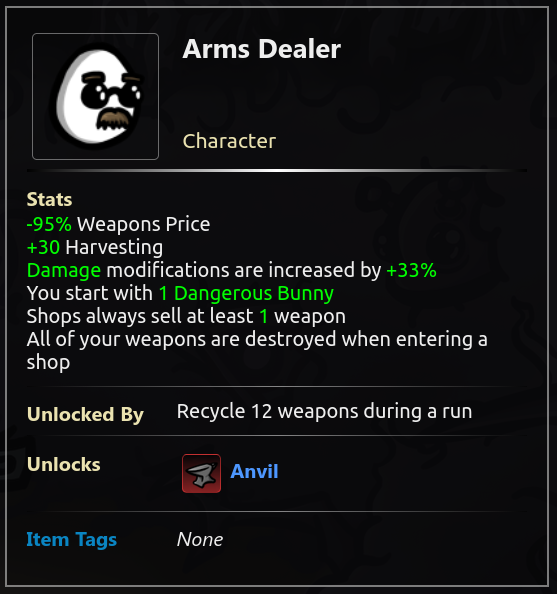 Arms Dealer
Character
Stats
-95% Weapons Price
+30 Harvesting
Damage modifications are increased by +33%
You start with 1 Dangerous Bunny
Shops always sell at least 1 weapon
All of your weapons are destroyed when entering a
shop
Unlocked By Recycle 12 weapons during a run
Unlocks Anvil
Item Tags None